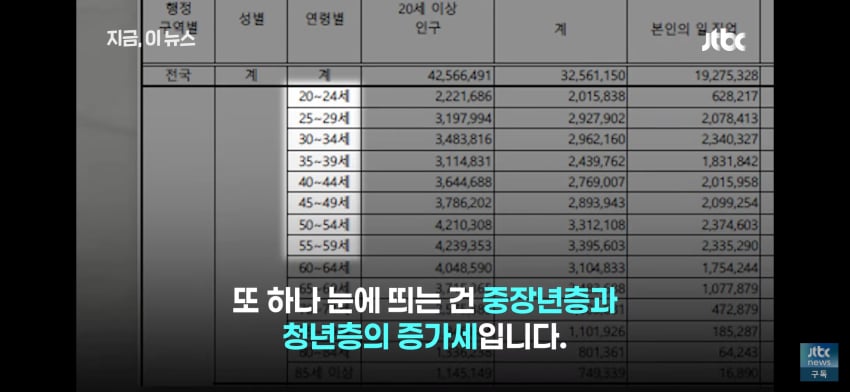 지금, 이 뉴스
jtbc
행정 구역별 성별 연령별 20세 이상 인구 계 본인의 일·직업
전국 계 계 42,566,491 32,561,150 19,275,328
20~24세 2,221,686 2,015,838 628,217
25~29세 3,197,994 2,927,902 2,078,413
30~34세 3,483,816 2,962,160 2,340,327
35~39세 3,114,831 2,439,762 1,831,842
40~44세 3,644,688 2,769,007 2,015,958
45~49세 3,786,202 2,893,943 2,099,254
50~54세 4,210,308 3,312,108 2,374,603
55~59세 4,239,353 3,395,603 2,335,290
60~64세 4,048,590 3,104,833 1,754,244
1,077,879
472,879
1,101,926 185,287
801,361 64,243
85세 이상 1,145,149 749,339 16,890
또 하나 눈에 띄는 건 중장년층과
청년층의 증가세입니다.
jtbc
news
구독